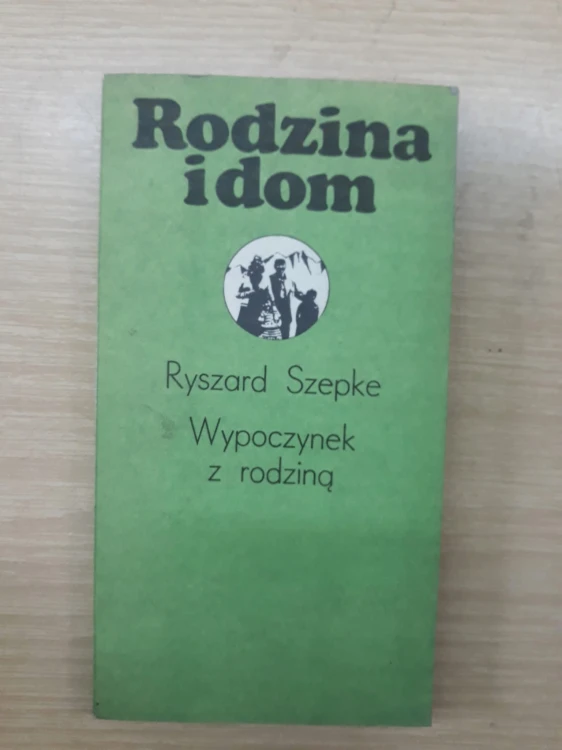 Rodzina
i dom
Ryszard Szepke
Wypoczynek
z rodziną